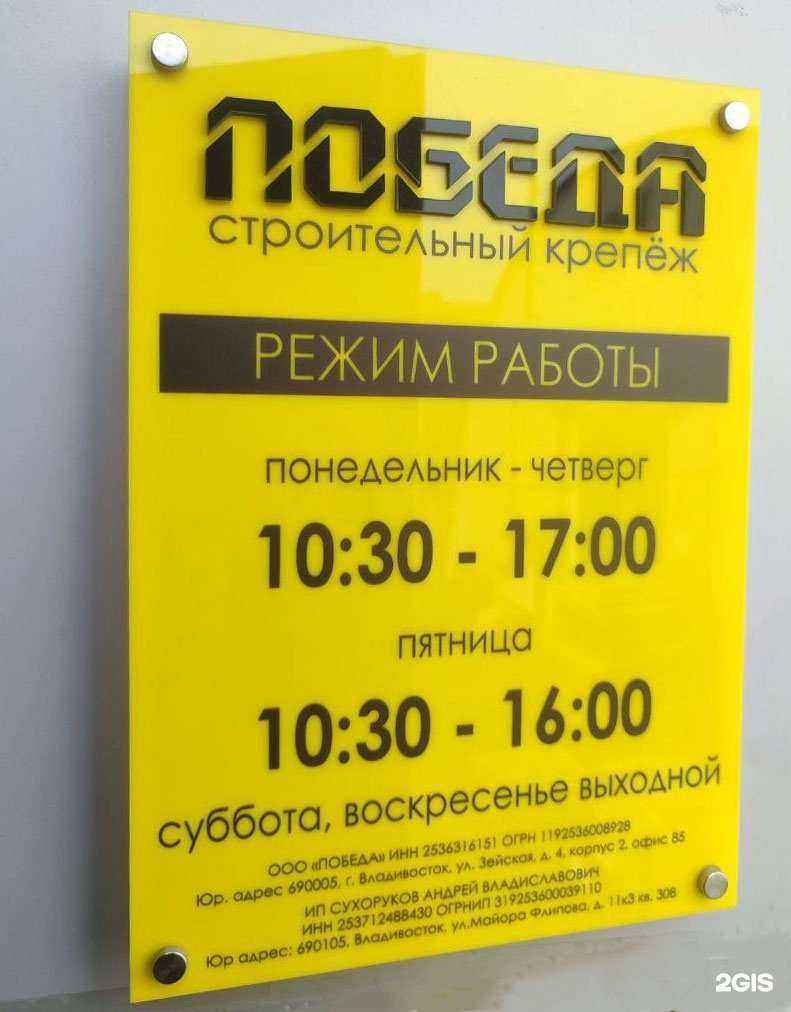 ПОБЕДА
строительный крепёж
РЕЖИМ РАБОТЫ
понедельник - четверг
10:30 - 17:00
пятница
10:30 - 16:00
суббота, воскресенье выходной
ООО «ПОБЕДА» ИНН 2536316151 ОГРН 1192536008928
Юр. адрес 690005, г. Владивосток, ул. Зейская, д. 4, корпус 2, офис 85
ИП СУХОРУКОВ АНДРЕЙ ВЛАДИСЛАВОВИЧ
ИНН 253712488430 ОГРНИП 319253600039110
Юр адрес: 690105, Владивосток, ул.Майора Флипова, д. 11к3 кв. 308
2GIS